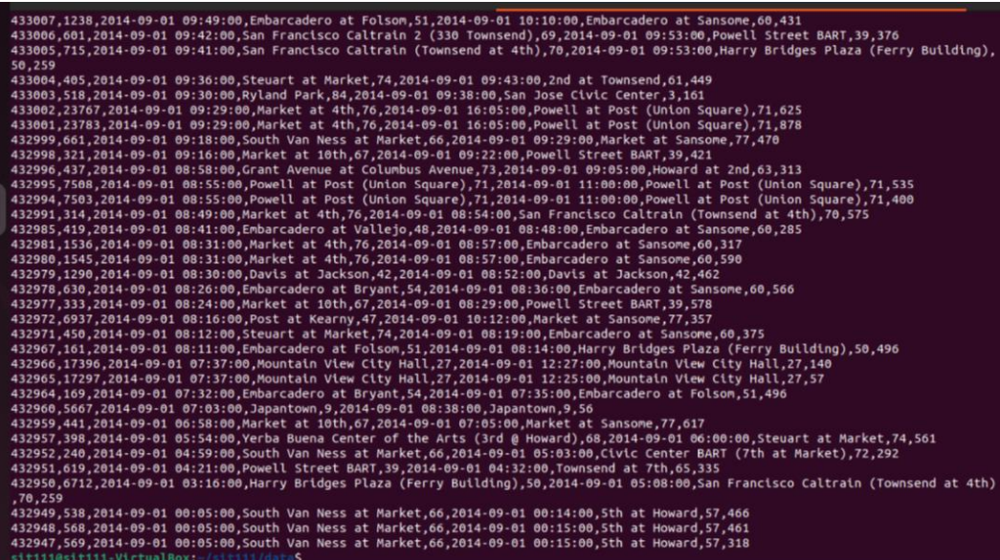 433007,1238,2014-09-01 09:49:00,Embarcadero at Folsom,51,2014-09-01 10:10:00,Embarcadero at Sansome,60,431
433006,601,2014-09-01 09:42:00,San Francisco Caltrain 2 (330 Townsend),69,2014-09-01 09:53:00,Powell Street BART,39,376
433005,715,2014-09-01 09:41:00,San Francisco Caltrain (Townsend at 4th),70,2014-09-01 09:53:00,Harry Bridges Plaza (Ferry Building),
50,259
433004,405,2014-09-01 09:36:00,Steuart at Market,74,2014-09-01 09:43:00,2nd at Townsend,61,449
433003,518,2014-09-01 09:30:00,Ryland Park,84,2014-09-01 09:38:00,San Jose Civic Center,3,161
433002,23767,2014-09-01 09:29:00,Market at 4th,76,2014-09-01 16:05:00,Powell at Post (Union Square),71,625
433001,23783,2014-09-01 09:29:00,Market at 4th,76,2014-09-01 16:05:00,Powell at Post (Union Square),71,878
432999,661,2014-09-01 09:18:00,South Van Ness at Market,66,2014-09-01 09:29:00,Market at Sansome,77,470
432998,321,2014-09-01 09:16:00,Market at 10th,67,2014-09-01 09:22:00,Powell Street BART,39,421
432996,437,2014-09-01 08:58:00,Grant Avenue at Columbus Avenue,73,2014-09-01 09:05:00,Howard at 2nd,63,313
432995,7508,2014-09-01 08:55:00,Powell at Post (Union Square),71,2014-09-01 11:00:00,Powell at Post (Union Square),71,535
432994,7503,2014-09-01 08:55:00,Powell at Post (Union Square),71,2014-09-01 11:00:00,Powell at Post (Union Square),71,400
432991,314,2014-09-01 08:49:00,Market at 4th,76,2014-09-01 08:54:00,San Francisco Caltrain (Townsend at 4th),70,575
432985,419,2014-09-01 08:41:00,Embarcadero at Vallejo,48,2014-09-01 08:48:00,Embarcadero at Sansome,60,285
432981,1536,2014-09-01 08:31:00,Market at 4th,76,2014-09-01 08:57:00,Embarcadero at Sansome,60,317
432980,1545,2014-09-01 08:31:00,Market at 4th,76,2014-09-01 08:57:00,Embarcadero at Sansome,60,590
432979,1290,2014-09-01 08:30:00,Davis at Jackson,42,2014-09-01 08:52:00,Davis at Jackson,42,462
432978,630,2014-09-01 08:26:00,Embarcadero at Bryant,54,2014-09-01 08:36:00,Embarcadero at Sansome,60,566
432977,333,2014-09-01 08:24:00,Market at 10th,67,2014-09-01 08:29:00,Powell Street BART,39,578
432972,6937,2014-09-01 08:16:00,Post at Kearny,47,2014-09-01 10:12:00,Market at Sansome,77,357
432971,450,2014-09-01 08:12:00,Steuart at Market,74,2014-09-01 08:19:00,Embarcadero at Sansome,60,375
432967,161,2014-09-01 08:11:00,Embarcadero at Folsom,51,2014-09-01 08:14:00,Harry Bridges Plaza (Ferry Building),50,496
432966,17396,2014-09-01 07:37:00,Mountain View City Hall,27,2014-09-01 12:27:00,Mountain View City Hall,27,140
432965,17297,2014-09-01 07:37:00,Mountain View City Hall,27,2014-09-01 12:25:00,Mountain View City Hall,27,57
432964,169,2014-09-01 07:32:00,Embarcadero at Bryant,54,2014-09-01 07:35:00,Embarcadero at Folsom,51,496
432960,5667,2014-09-01 07:03:00,Japantown,9,2014-09-01 08:38:00,Japantown,9,56
432959,441,2014-09-01 06:58:00,Market at 10th,67,2014-09-01 07:05:00,Market at Sansome,77,617
432957,398,2014-09-01 05:54:00,Yerba Buena Center of the Arts (3rd @ Howard),68,2014-09-01 06:00:00,Steuart at Market,74,561
432952,240,2014-09-01 04:59:00,South Van Ness at Market,66,2014-09-01 05:03:00,Civic Center BART (7th at Market),72,292
432951,619,2014-09-01 04:21:00,Powell Street BART,39,2014-09-01 04:32:00,Townsend at 7th,65,335
432950,6712,2014-09-01 03:16:00,Harry Bridges Plaza (Ferry Building),50,2014-09-01 05:08:00,San Francisco Caltrain (Townsend at 4th)
,70,259
432949,538,2014-09-01 00:05:00,South Van Ness at Market,66,2014-09-01 00:14:00,5th at Howard,57,466
432948,568,2014-09-01 00:05:00,South Van Ness at Market,66,2014-09-01 00:15:00,5th at Howard,57,461
432947,569,2014-09-01 00:05:00,South Van Ness at Market,66,2014-09-01 00:15:00,5th at Howard,57,318
sit111@sit111-VirtualBox:~/sit111/data$